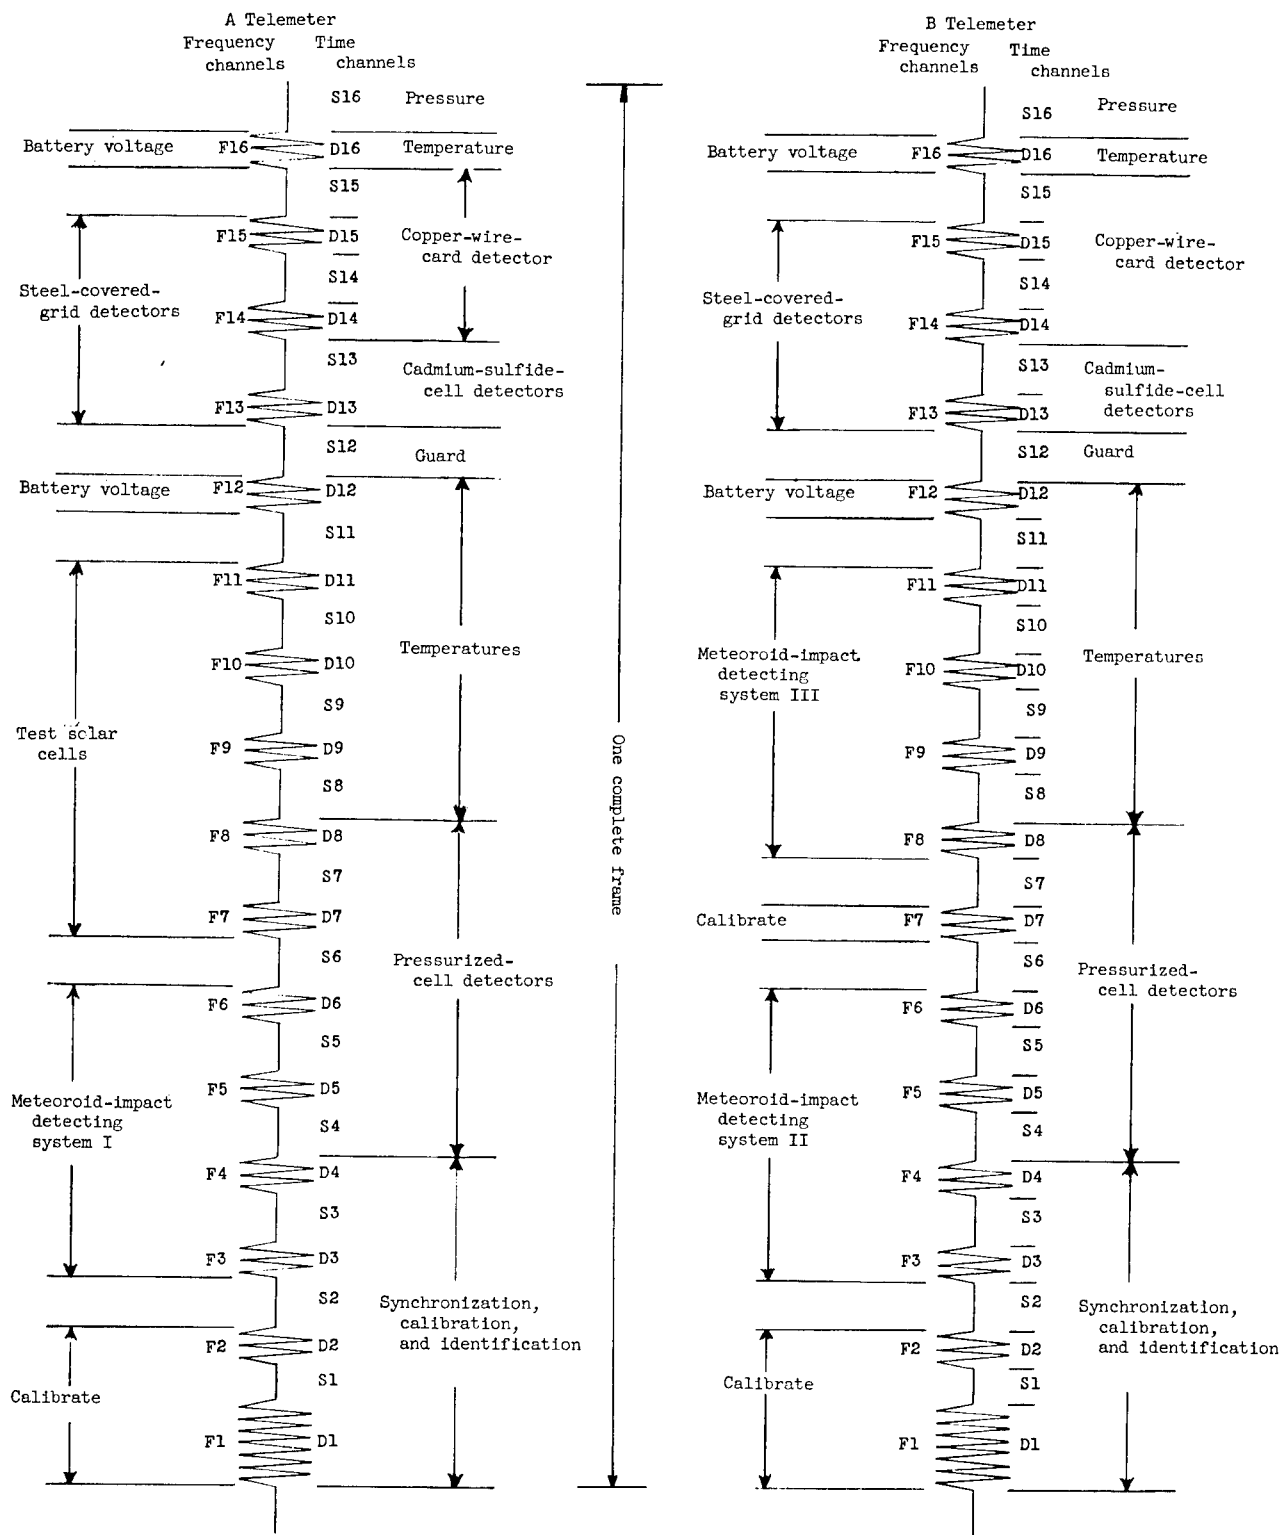 A Telemeter
Frequency Time
channels channels
S16 Pressure
Battery voltage F16 D16 Temperature
S15
F15 D15 Copper-wire-
card detector
S14
Steel-covered-
grid detectors
F14 D14
S13
Cadmium-sulfide-
cell detectors
F13 D13
S12
Guard
Battery voltage F12 D12
S11
F11 D11
S10
Temperatures
F10 D10
S9
Test solar
cells
F9 D9
S8
F8 D8
S7
F7 D7
S6
Pressurized-
cell detectors
F6 D6
S5
F5 D5
Meteoroid-impact
detecting
system I
S4
F4 D4
S3
F3 D3
S2
Synchronization,
calibration,
and identification
F2 D2
S1
Calibrate
F1 D1
One complete frame
B Telemeter
Frequency Time
channels channels
S16 Pressure
Battery voltage F16 D16 Temperature
S15
F15 D15 Copper-wire-
card detector
S14
Steel-covered-
grid detectors
F14 D14
S13
Cadmium-
sulfide-cell
detectors
F13 D13
S12 Guard
Battery voltage F12 D12
S11
F11 D11
S10
Meteoroid-impact
detecting
system III
Temperatures
F10 D10
S9
F9 D9
S8
F8 D8
S7
Calibrate F7 D7
S6
Pressurized-
cell detectors
F6 D6
S5
F5 D5
Meteoroid-impact
detecting
system II
S4
F4 D4
S3
F3 D3
S2
Synchronization,
calibration,
and identification
F2 D2
S1
Calibrate
F1 D1